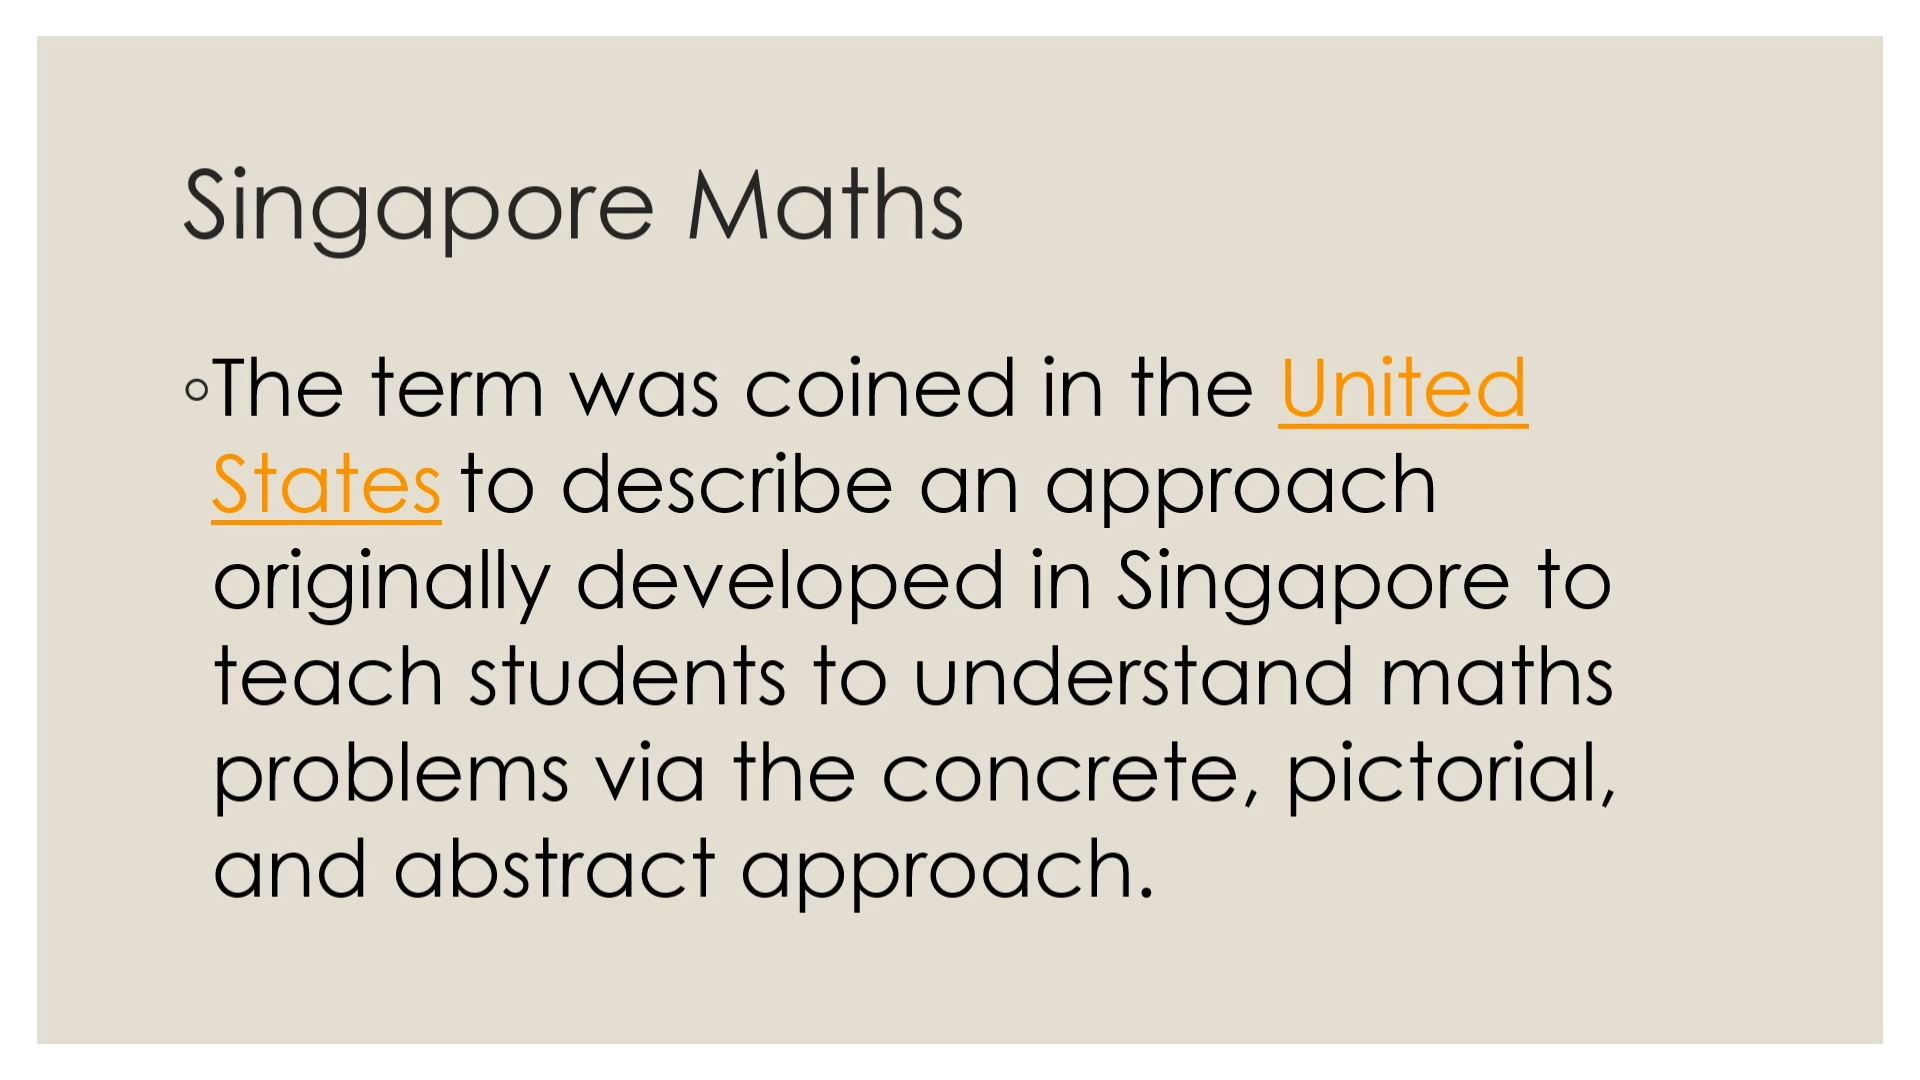 Singapore Maths
◦The term was coined in the United
States to describe an approach
originally developed in Singapore to
teach students to understand maths
problems via the concrete, pictorial,
and abstract approach.